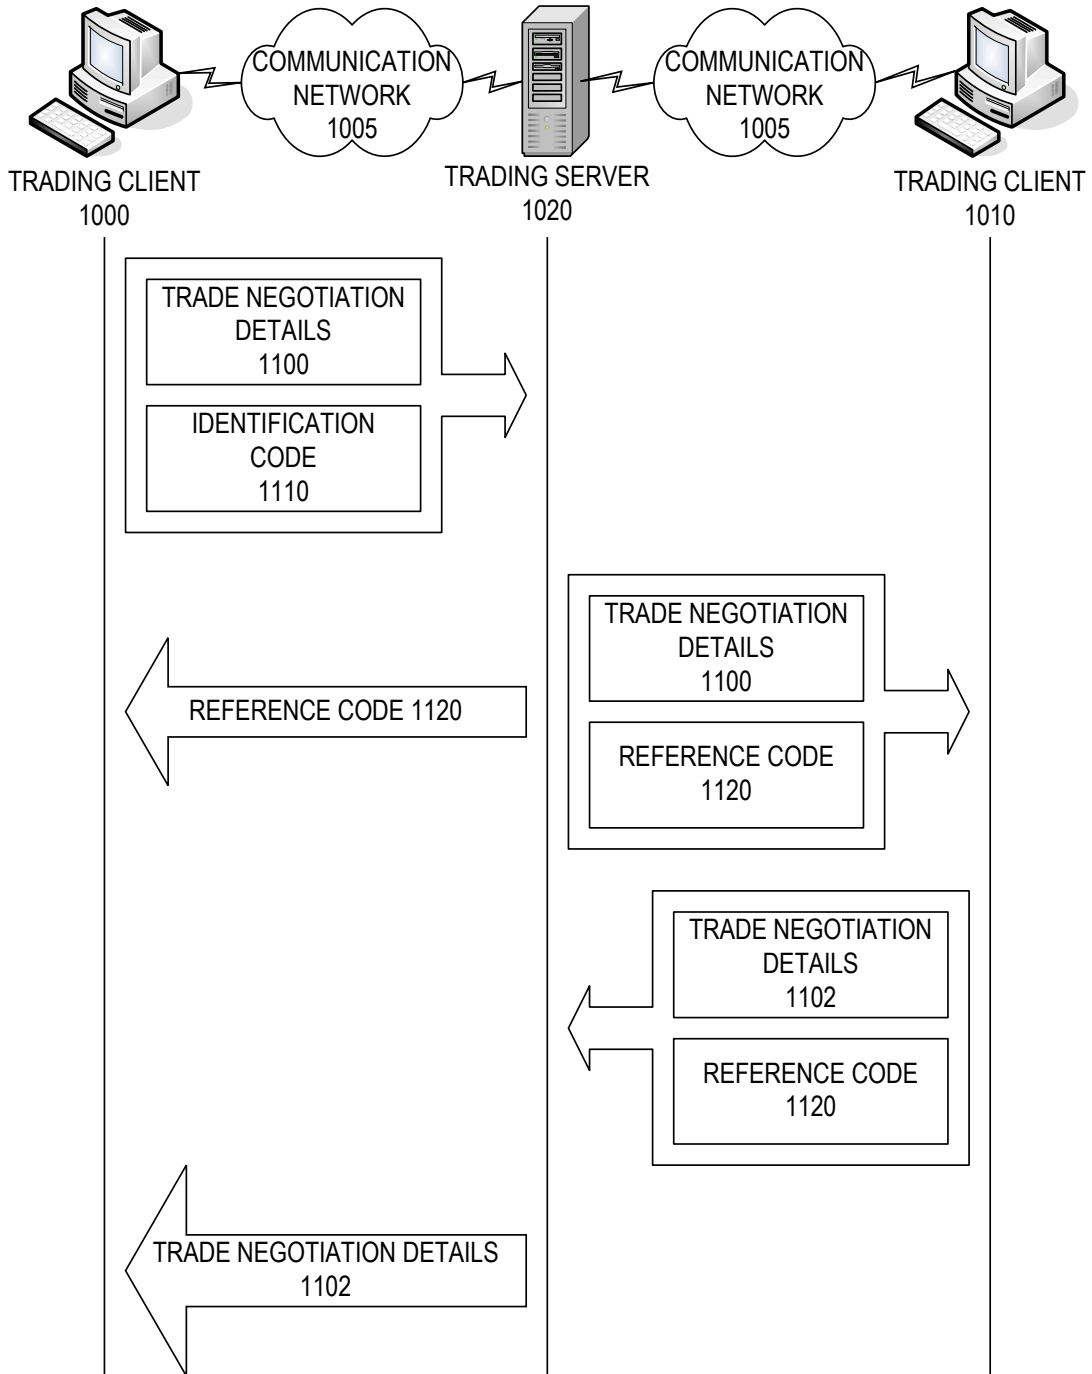 COMMUNICATION
NETWORK
1005
COMMUNICATION
NETWORK
1005
TRADING CLIENT
1000
TRADING SERVER
1020
TRADING CLIENT
1010
TRADE NEGOTIATION
DETAILS
1100
IDENTIFICATION
CODE
1110
REFERENCE CODE 1120
TRADE NEGOTIATION
DETAILS
1100
REFERENCE CODE
1120
TRADE NEGOTIATION
DETAILS
1102
REFERENCE CODE
1120
TRADE NEGOTIATION DETAILS
1102